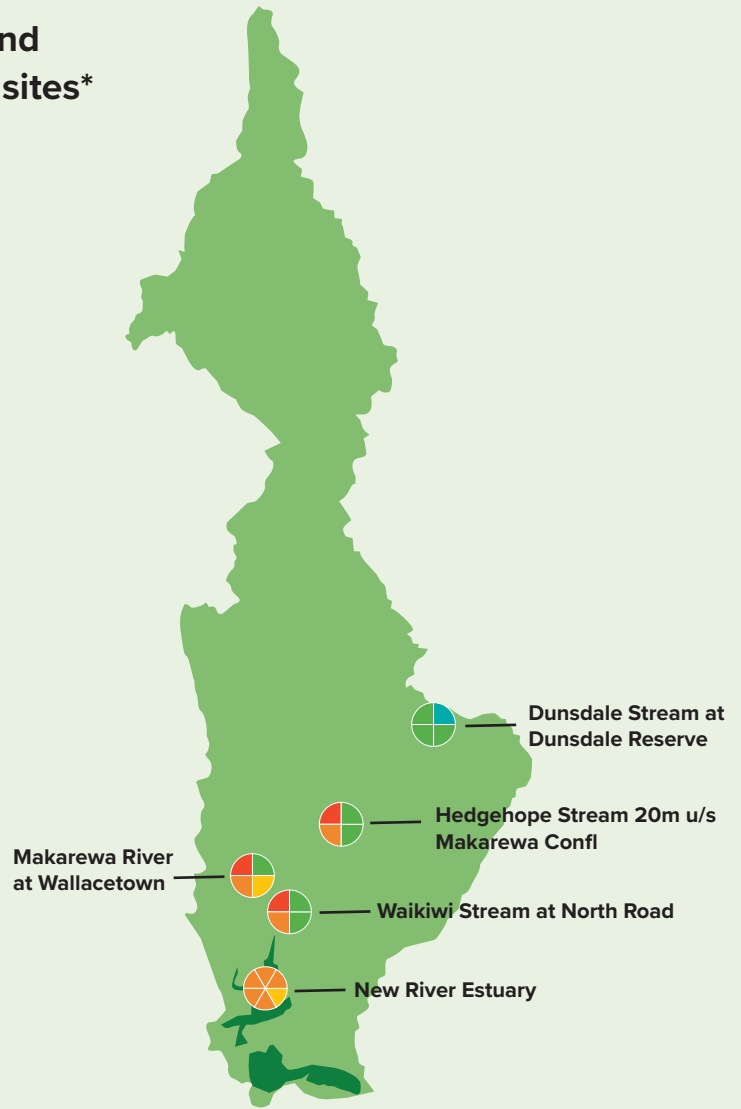 nd
sites*
Dunsdale Stream at
Dunsdale Reserve
Hedgehope Stream 20m u/s
Makarewa Confl
Makarewa River
at Wallacetown
Waikiwi Stream at North Road
New River Estuary